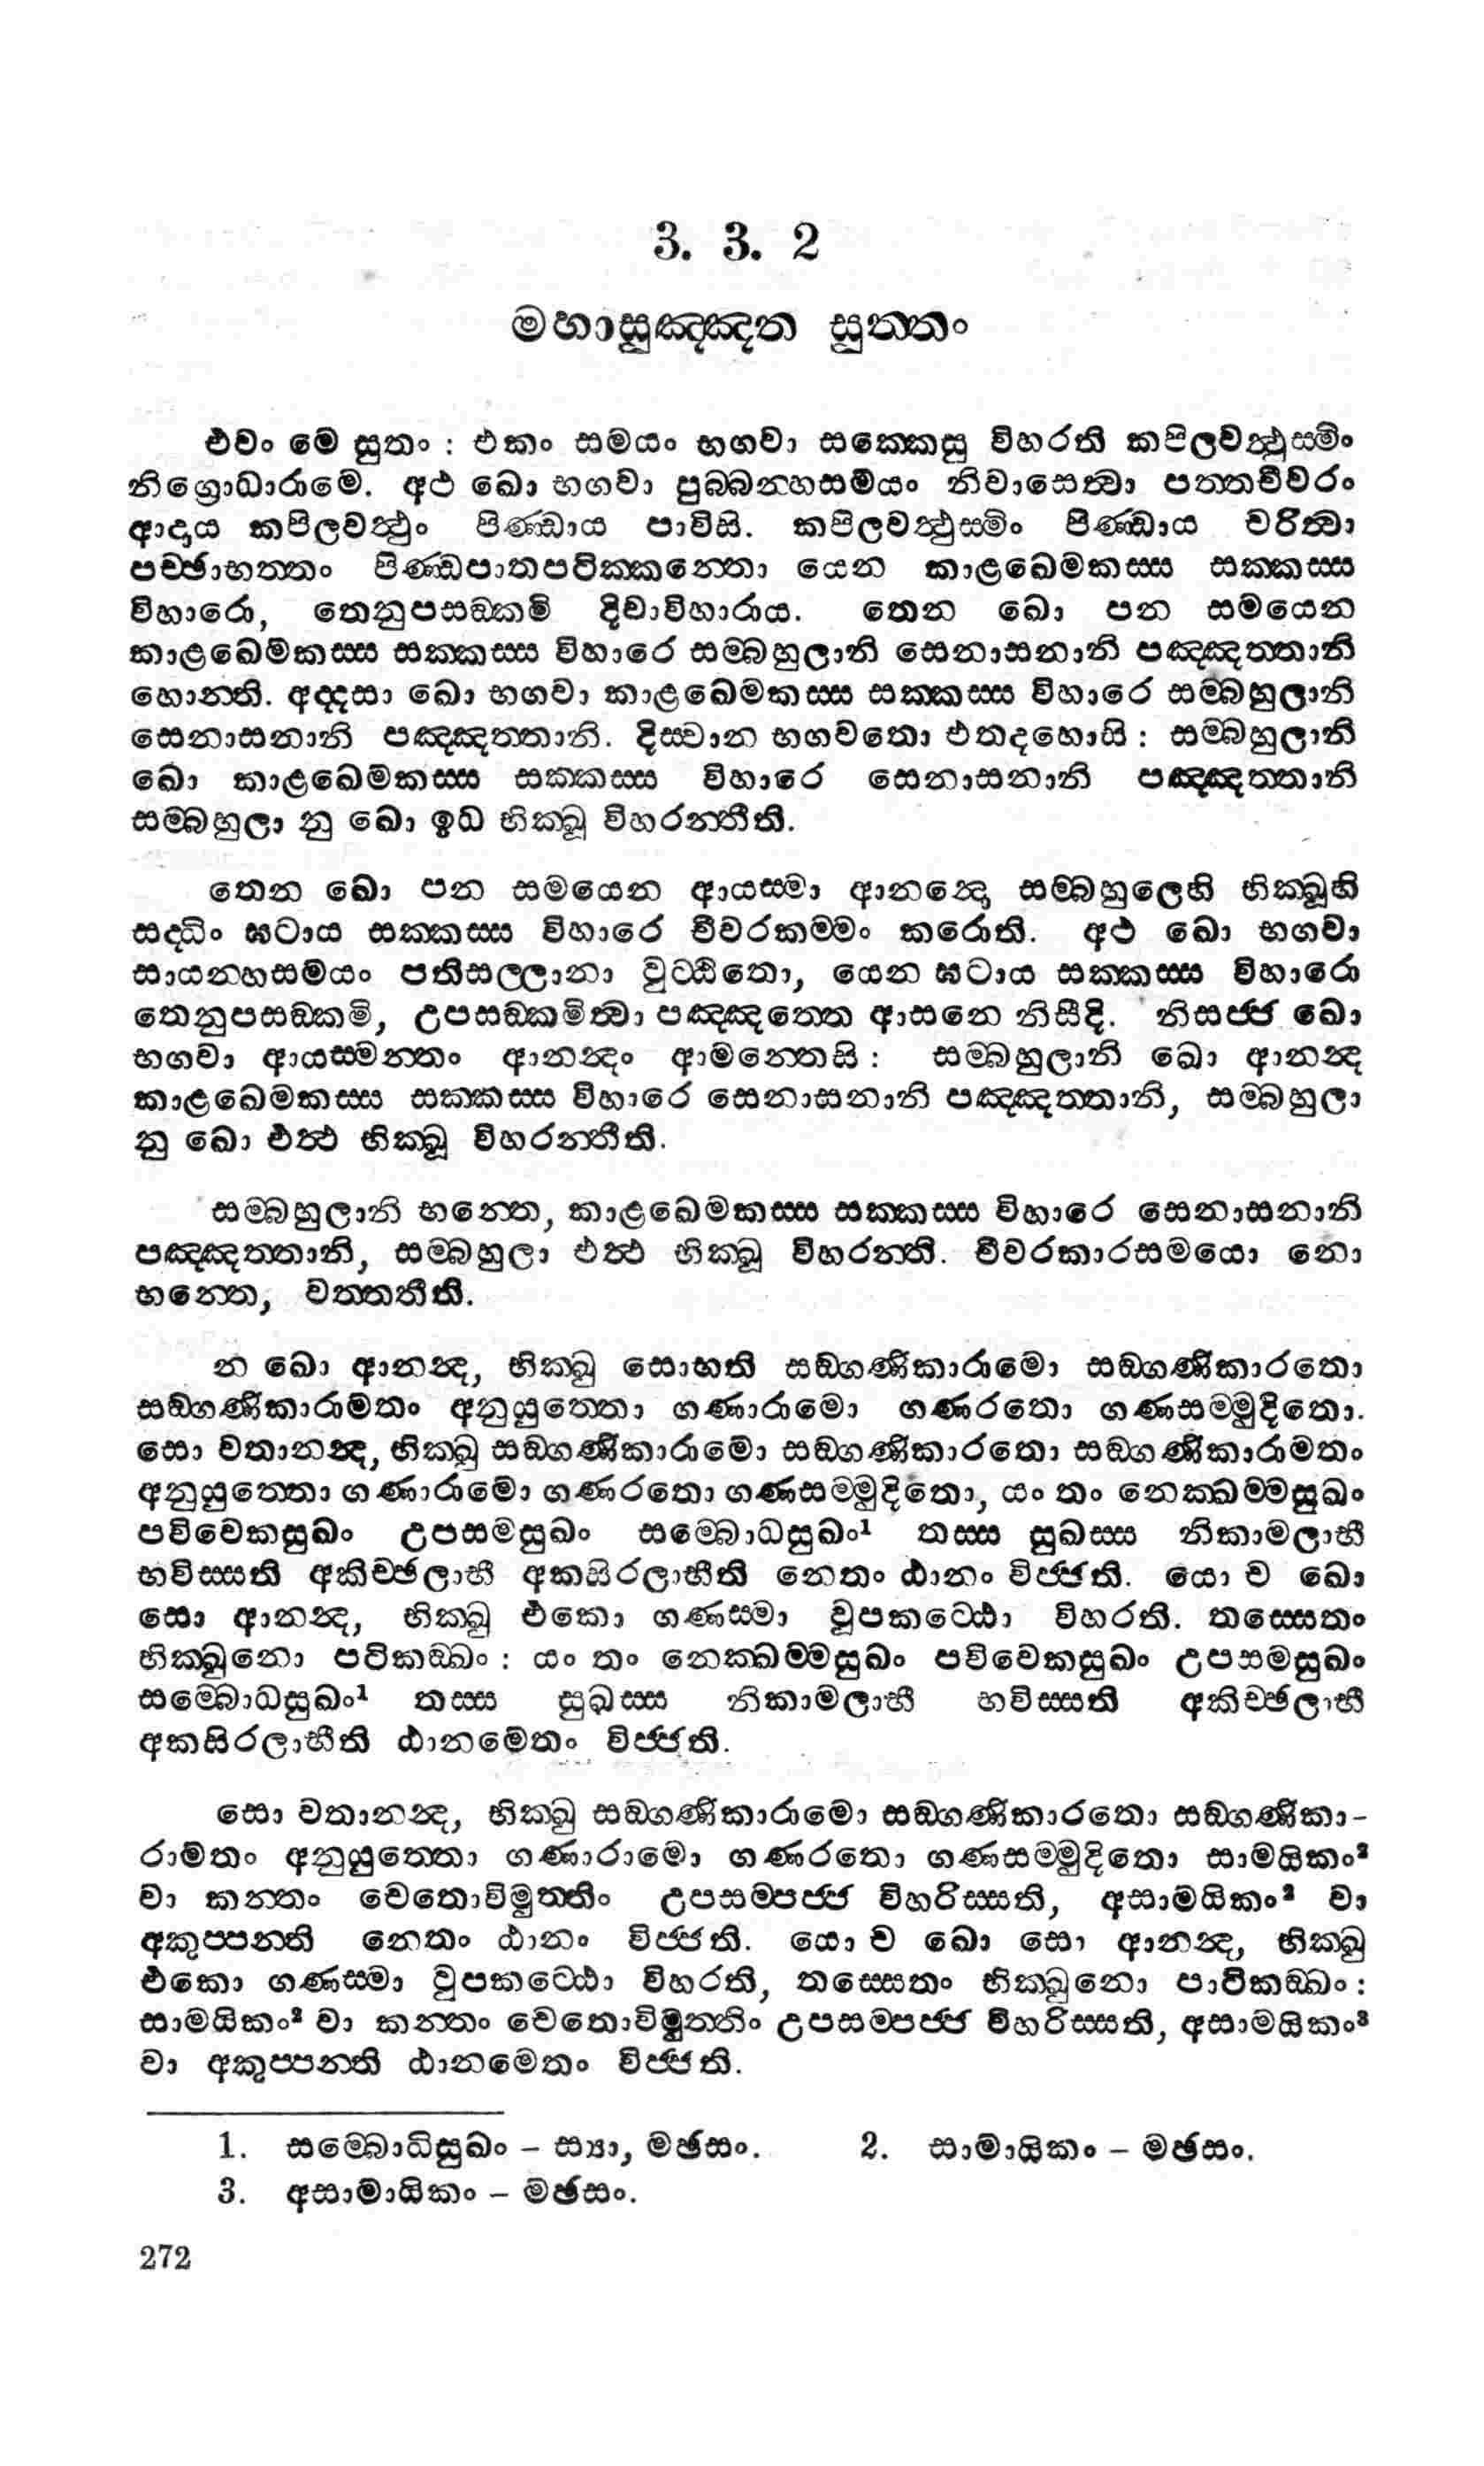 3. 3. 2
මහාසුඤ්ඤත සුත්තං
එවං මේ සුතං : එකං සමයං භගවා සක්කෙසු විහරති කපිලවත්ථුස්මිං
නිග්‍රොධාරාමෙ. අථ ඛො භගවා පුබ්බන්හසමයං නිවාසෙත්වා පත්තචීවරං
ආදාය කපිලවත්ථුං පිණ්ඩාය පාවිසි. කපිලවත්ථුස්මිං පිණ්ඩාය චරිත්වා
පච්ඡාභත්තං පිණ්ඩපාතපටික්කන්තො යෙන කාළඛෙමකස්ස සක්කස්ස
විහාරො, තෙනුපසඞ්කමි දිවාවිහාරාය. තෙන ඛො පන සමයෙන
කාළඛෙමකස්ස සක්කස්ස විහාරෙ සම්බහුලානි සෙනාසනානි පඤ්ඤත්තානි
හොන්ති. අද්දසා ඛො භගවා කාළඛෙමකස්ස සක්කස්ස විහාරෙ සම්බහුලානි
සෙනාසනානි පඤ්ඤත්තානි. දිස්වාන භගවතො එතදහොසි : සම්බහුලානි
ඛො කාළඛෙමකස්ස සක්කස්ස විහාරෙ සෙනාසනානි පඤ්ඤත්තානි
සම්බහුලා නු ඛො ඉධ භික්ඛූ විහරන්තීති.
තෙන ඛො පන සමයෙන ආයස්මා ආනන්දො සම්බහුලෙහි භික්ඛූහි
සද්ධිං ඝටාය සක්කස්ස විහාරෙ චීවරකම්මං කරොති. අථ ඛො භගවා
සායන්හසමයං පතිසල්ලානා වුට්ඨිතො, යෙන ඝටාය සක්කස්ස විහාරො
තෙනුපසඞ්කමි, උපසඞ්කමිත්වා පඤ්ඤත්තෙ ආසනෙ නිසීදි. නිසජ්ජ ඛො
භගවා ආයස්මන්තං ආනන්දං ආමන්තෙසි : සම්බහුලානි ඛො ආනන්ද
කාළඛෙමකස්ස සක්කස්ස විහාරෙ සෙනාසනානි පඤ්ඤත්තානි, සම්බහුලා
නු ඛො එත්ථ භික්ඛූ විහරන්තීති.
සම්බහුලානි භන්තෙ, කාළඛෙමකස්ස සක්කස්ස විහාරෙ සෙනාසනානි
පඤ්ඤත්තානි, සම්බහුලා එත්ථ භික්ඛූ විහරන්ති. චීවරකාරසමයො නො
භන්තෙ, වත්තතීති.
න ඛො ආනන්ද, භික්ඛු සොභති සඞ්ගණිකාරාමො සඞ්ගණිකාරතො
සඞ්ගණිකාරාමතං අනුයුත්තො ගණාරාමො ගණරතො ගණසම්මුදිතො.
සො වතානන්ද, භික්ඛු සඞ්ගණිකාරාමො සඞ්ගණිකාරතො සඞ්ගණිකාරාමතං
අනුයුත්තො ගණාරාමො ගණරතො ගණසම්මුදිතො, යං තං නෙක්ඛම්මසුඛං
පවිවෙකසුඛං උපසමසුඛං සම්බොධසුඛං¹ තස්ස සුඛස්ස නිකාමලාභී
භවිස්සති අකිච්ඡලාභී අකසිරලාභීති නෙතං ඨානං විජ්ජති. යො ච ඛො
සො ආනන්ද, භික්ඛු එකො ගණස්මා වූපකට්ඨො විහරති. තස්සෙතං
භික්ඛුනො පටිකඞ්ඛං : යං තං නෙක්ඛම්මසුඛං පවිවෙකසුඛං උපසමසුඛං
සම්බොධසුඛං¹ තස්ස සුඛස්ස නිකාමලාභී භවිස්සති අකිච්ඡලාභී
අකසිරලාභීති ඨානමෙතං විජ්ජති.
සො වතානන්ද, භික්ඛු සඞ්ගණිකාරාමො සඞ්ගණිකාරතො සඞ්ගණිකා-
රාමතං අනුයුත්තො ගණාරාමො ගණරතො ගණසම්මුදිතො සාමයිකං²
වා කන්තං චෙතොවිමුත්තිං උපසම්පජ්ජ විහරිස්සති, අසාමයිකං² වා
අකුප්පන්ති නෙතං ඨානං විජ්ජති. යො ච ඛො සො ආනන්ද, භික්ඛු
එකො ගණස්මා වූපකට්ඨො විහරති, තස්සෙතං භික්ඛුනො පාටිකඞ්ඛං :
සාමයිකං² වා කන්තං චෙතොවිමුත්තිං උපසම්පජ්ජ විහරිස්සති, අසාමයිකං³
වා අකුප්පන්ති ඨානමෙතං විජ්ජති.
1. සම්බොධිසුඛං – ස්‍යා, මඡසං. 2. සාමායිකං – මඡසං.
3. අසාමායිකං – මඡසං.
272